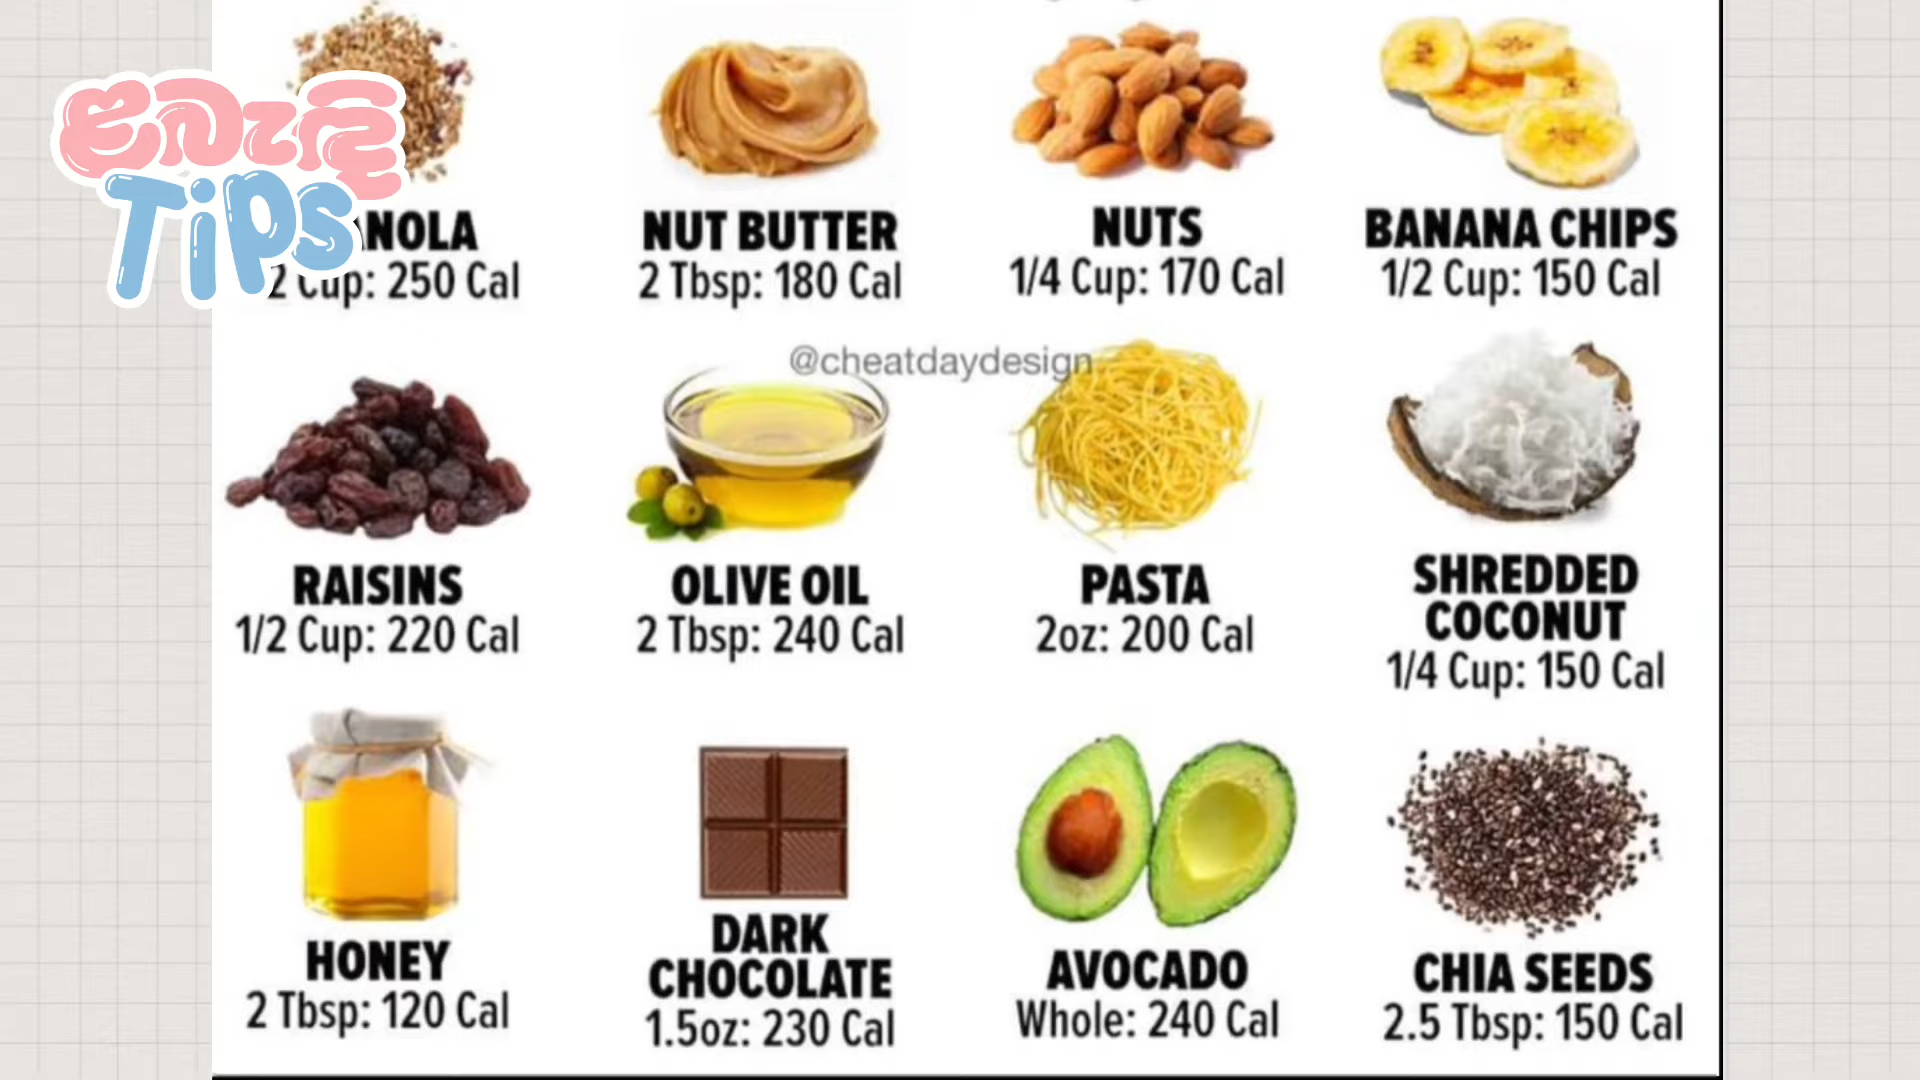 ළබැඳි
Tips
NUT BUTTER
2 Tbsp: 180 Cal
NUTS
1/4 Cup: 170 Cal
BANANA CHIPS
1/2 Cup: 150 Cal
ANOLA
2 Cup: 250 Cal
@cheatdaydesign
RAISINS
1/2 Cup: 220 Cal
OLIVE OIL
2 Tbsp: 240 Cal
PASTA
2oz: 200 Cal
SHREDDED
COCONUT
1/4 Cup: 150 Cal
HONEY
2 Tbsp: 120 Cal
DARK
CHOCOLATE
1.5oz: 230 Cal
AVOCADO
Whole: 240 Cal
CHIA SEEDS
2.5 Tbsp: 150 Cal